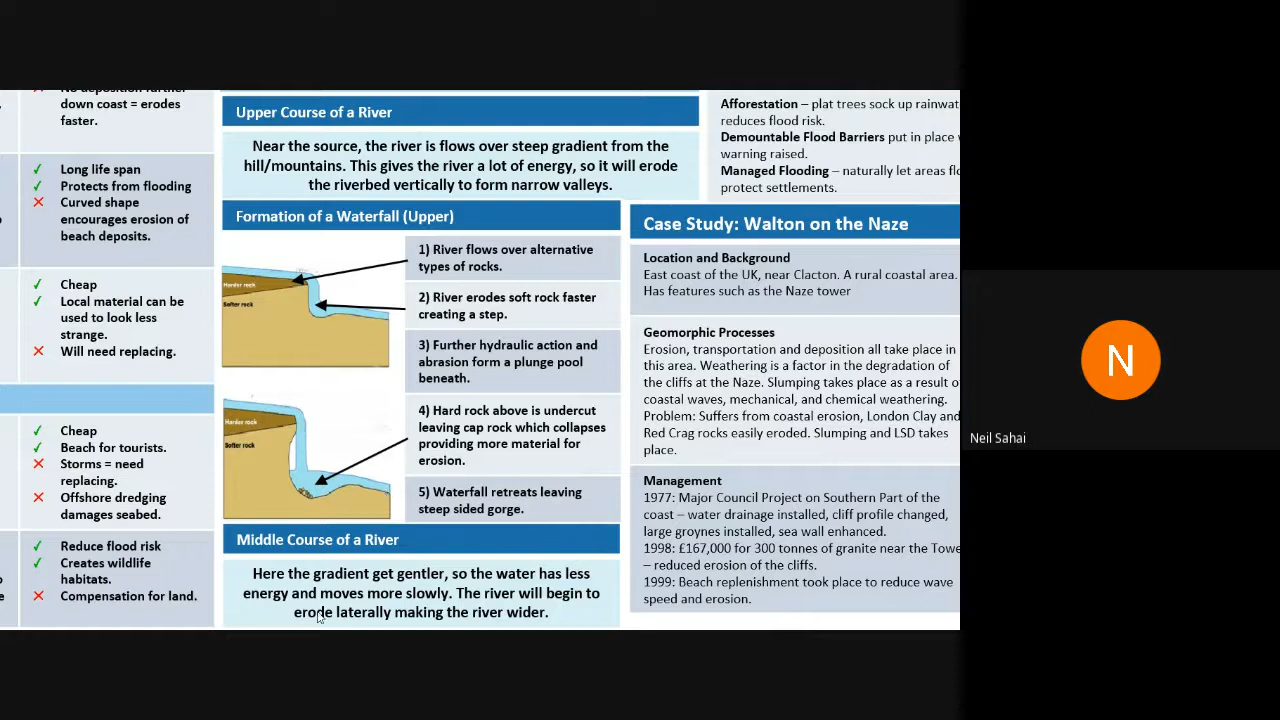 No deposition further
down coast = erodes
faster.
Long life span
Protects from flooding
Curved shape
encourages erosion of
beach deposits.
Cheap
Local material can be
used to look less
strange.
Will need replacing.
Cheap
Beach for tourists.
Storms = need
replacing.
Offshore dredging
damages seabed.
Reduce flood risk
Creates wildlife
habitats.
Compensation for land.
Upper Course of a River
Near the source, the river is flows over steep gradient from the
hill/mountains. This gives the river a lot of energy, so it will erode
the riverbed vertically to form narrow valleys.
Formation of a Waterfall (Upper)
Harder rock
Softer rock
Harder rock
Softer rock
1) River flows over alternative
types of rocks.
2) River erodes soft rock faster
creating a step.
3) Further hydraulic action and
abrasion form a plunge pool
beneath.
4) Hard rock above is undercut
leaving cap rock which collapses
providing more material for
erosion.
5) Waterfall retreats leaving
steep sided gorge.
Middle Course of a River
Here the gradient get gentler, so the water has less
energy and moves more slowly. The river will begin to
erode laterally making the river wider.
Afforestation – plat trees sock up rainwat
reduces flood risk.
Demountable Flood Barriers put in place
warning raised.
Managed Flooding – naturally let areas flo
protect settlements.
Case Study: Walton on the Naze
Location and Background
East coast of the UK, near Clacton. A rural coastal area.
Has features such as the Naze tower
Geomorphic Processes
Erosion, transportation and deposition all take place in
this area. Weathering is a factor in the degradation of
the cliffs at the Naze. Slumping takes place as a result o
coastal waves, mechanical, and chemical weathering.
Problem: Suffers from coastal erosion, London Clay and
Red Crag rocks easily eroded. Slumping and LSD takes
place.
Management
1977: Major Council Project on Southern Part of the
coast – water drainage installed, cliff profile changed,
large groynes installed, sea wall enhanced.
1998: £167,000 for 300 tonnes of granite near the Towe
– reduced erosion of the cliffs.
1999: Beach replenishment took place to reduce wave
speed and erosion.
N
Neil Sahai